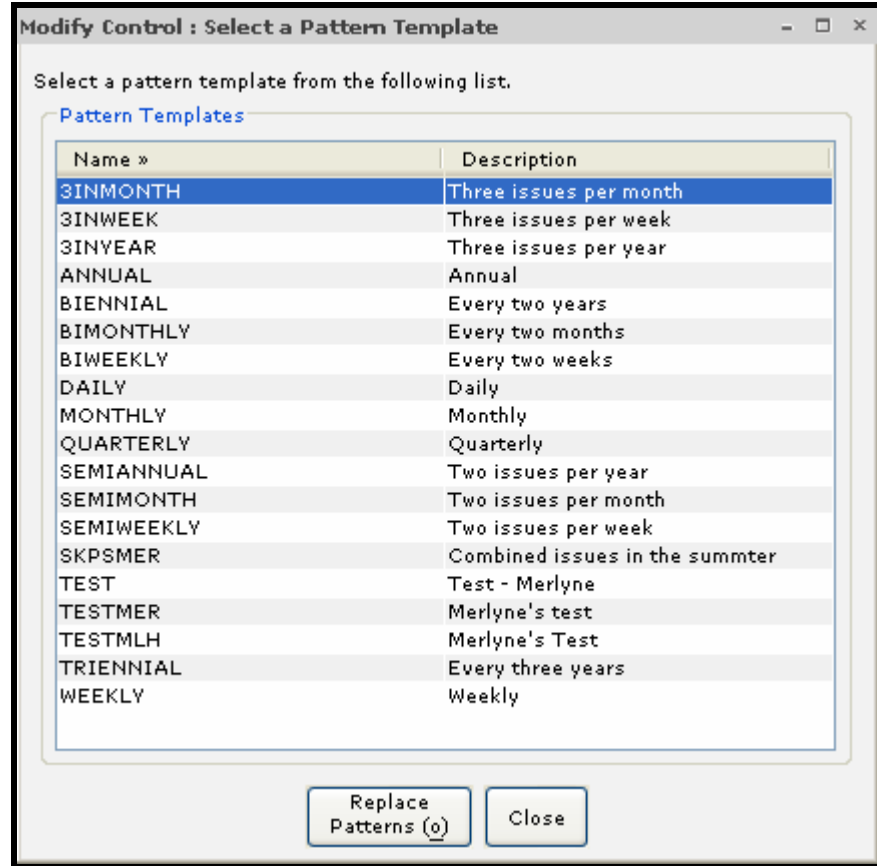 Modify Control : Select a Pattern Template
Select a pattern template from the following list.
Pattern Templates
Name » Description
3INMONTH Three issues per month
3INWEEK Three issues per week
3INYEAR Three issues per year
ANNUAL Annual
BIENNIAL Every two years
BIMONTHLY Every two months
BIWEEKLY Every two weeks
DAILY Daily
MONTHLY Monthly
QUARTERLY Quarterly
SEMIANNUAL Two issues per year
SEMIMONTH Two issues per month
SEMIWEEKLY Two issues per week
SKPSMER Combined issues in the summter
TEST Test - Merlyne
TESTMER Merlyne's test
TESTMLH Merlyne's Test
TRIENNIAL Every three years
WEEKLY Weekly
Replace
Patterns (o)
Close